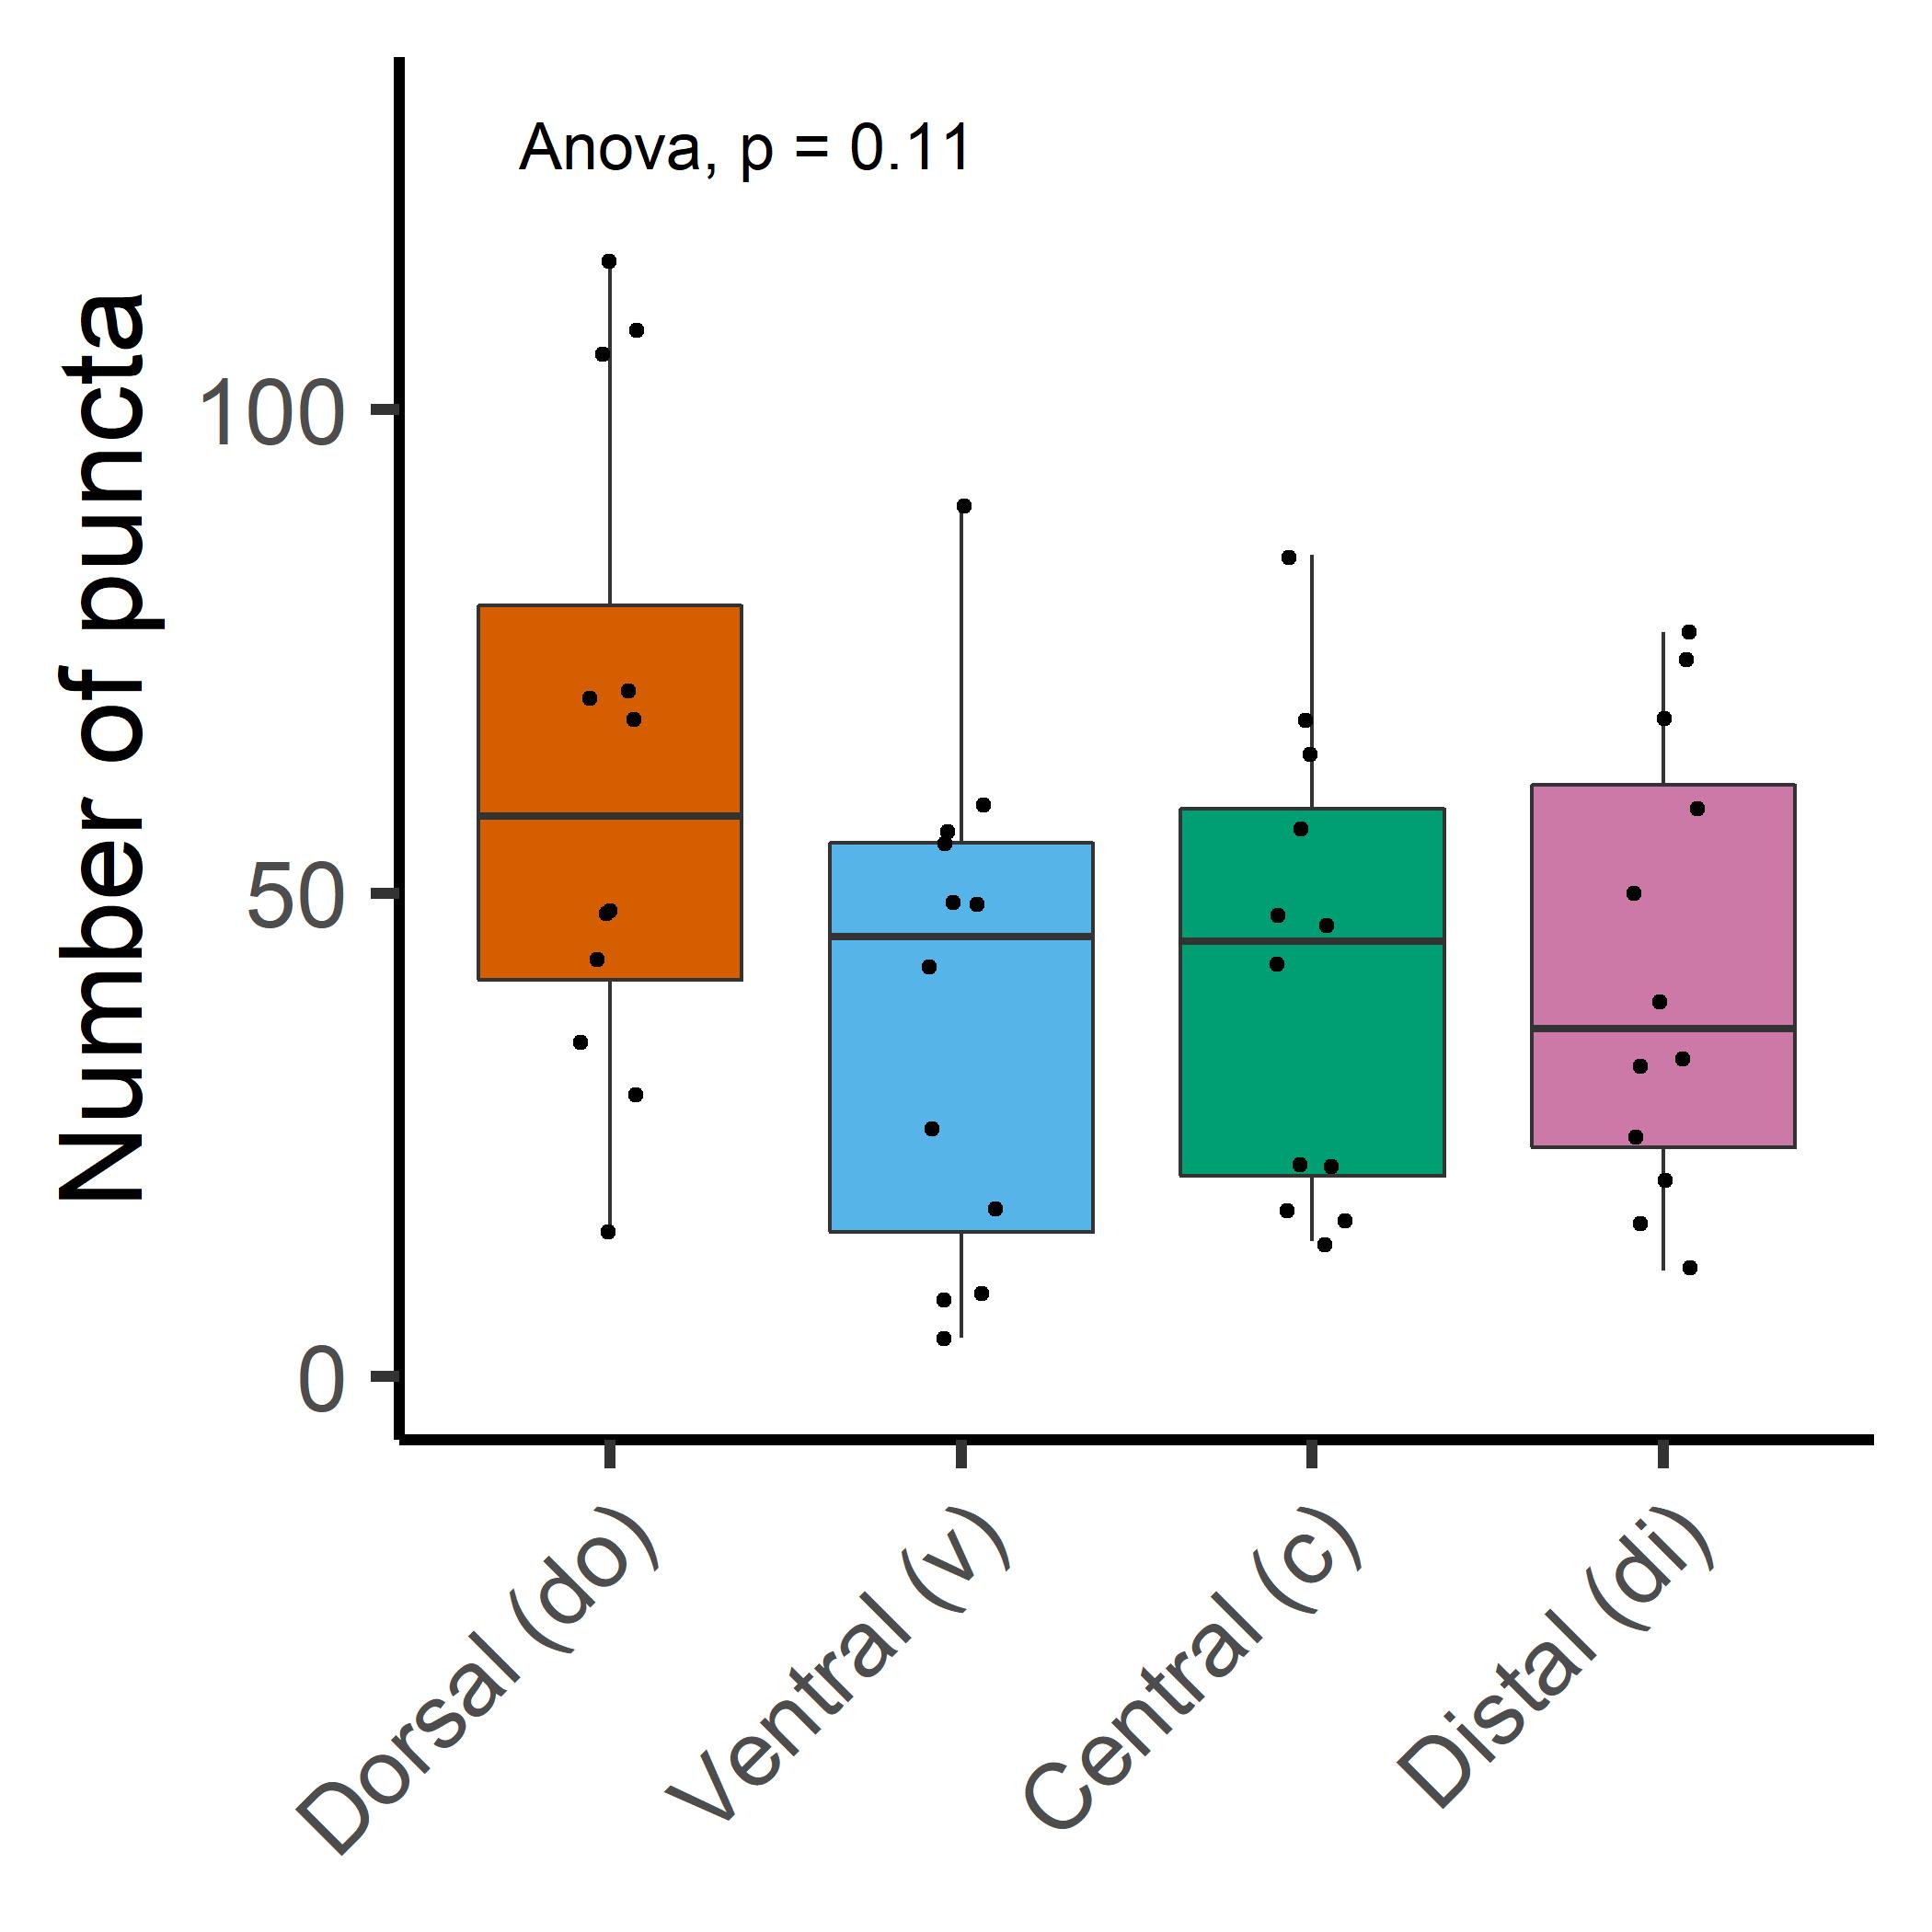 Anova, p = 0.11
Number of puncta
100
50
0
Dorsal (do)
Ventral (v)
Central (c)
Distal (di)